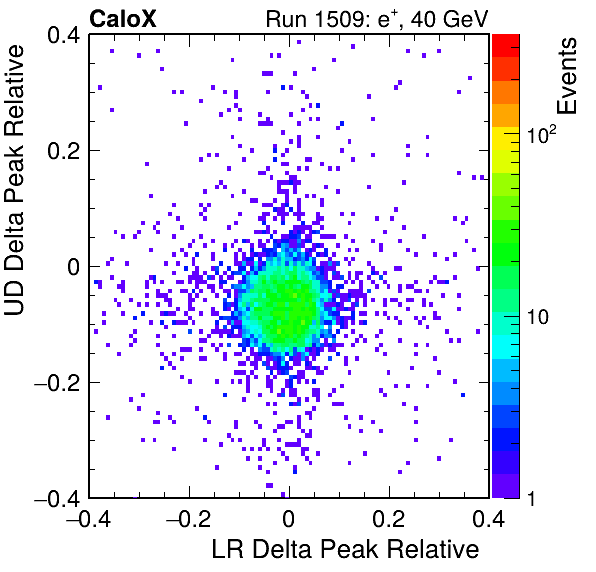 CaloX Run 1509: e⁺, 40 GeV
UD Delta Peak Relative
0.4
0.2
0
−0.2
−0.4
−0.4 −0.2 0 0.2 0.4
LR Delta Peak Relative
Events
10²
10
1